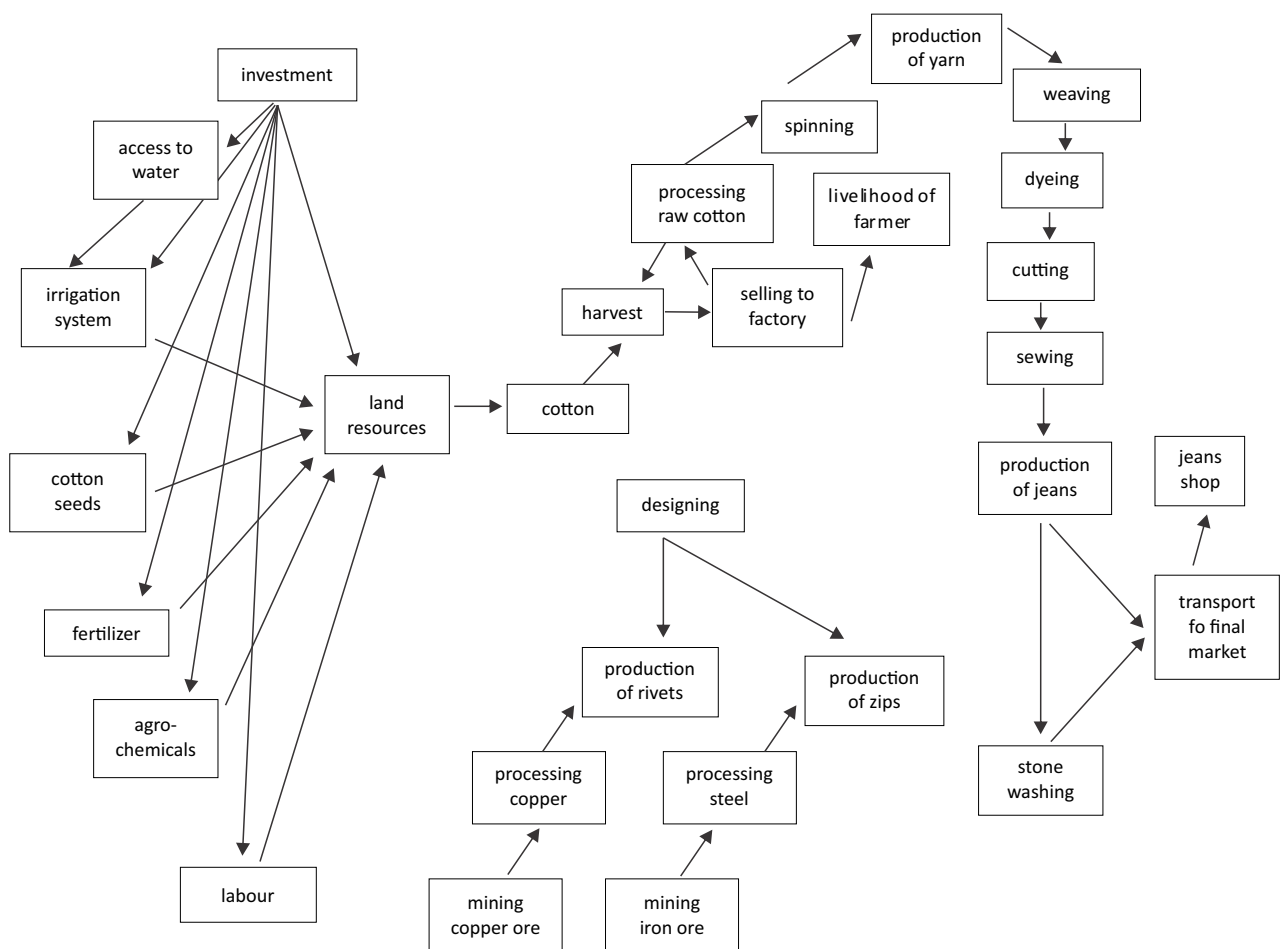 investment
access to
water
irrigation
system
cotton
seeds
fertilizer
agro-
chemicals
labour
land
resources
cotton
harvest
selling to
factory
livelihood of
farmer
processing
raw cotton
spinning
production
of yarn
weaving
dyeing
cutting
sewing
production
of jeans
stone
washing
transport
fo final
market
jeans
shop
designing
production
of rivets
production
of zips
processing
copper
processing
steel
mining
copper ore
mining
iron ore